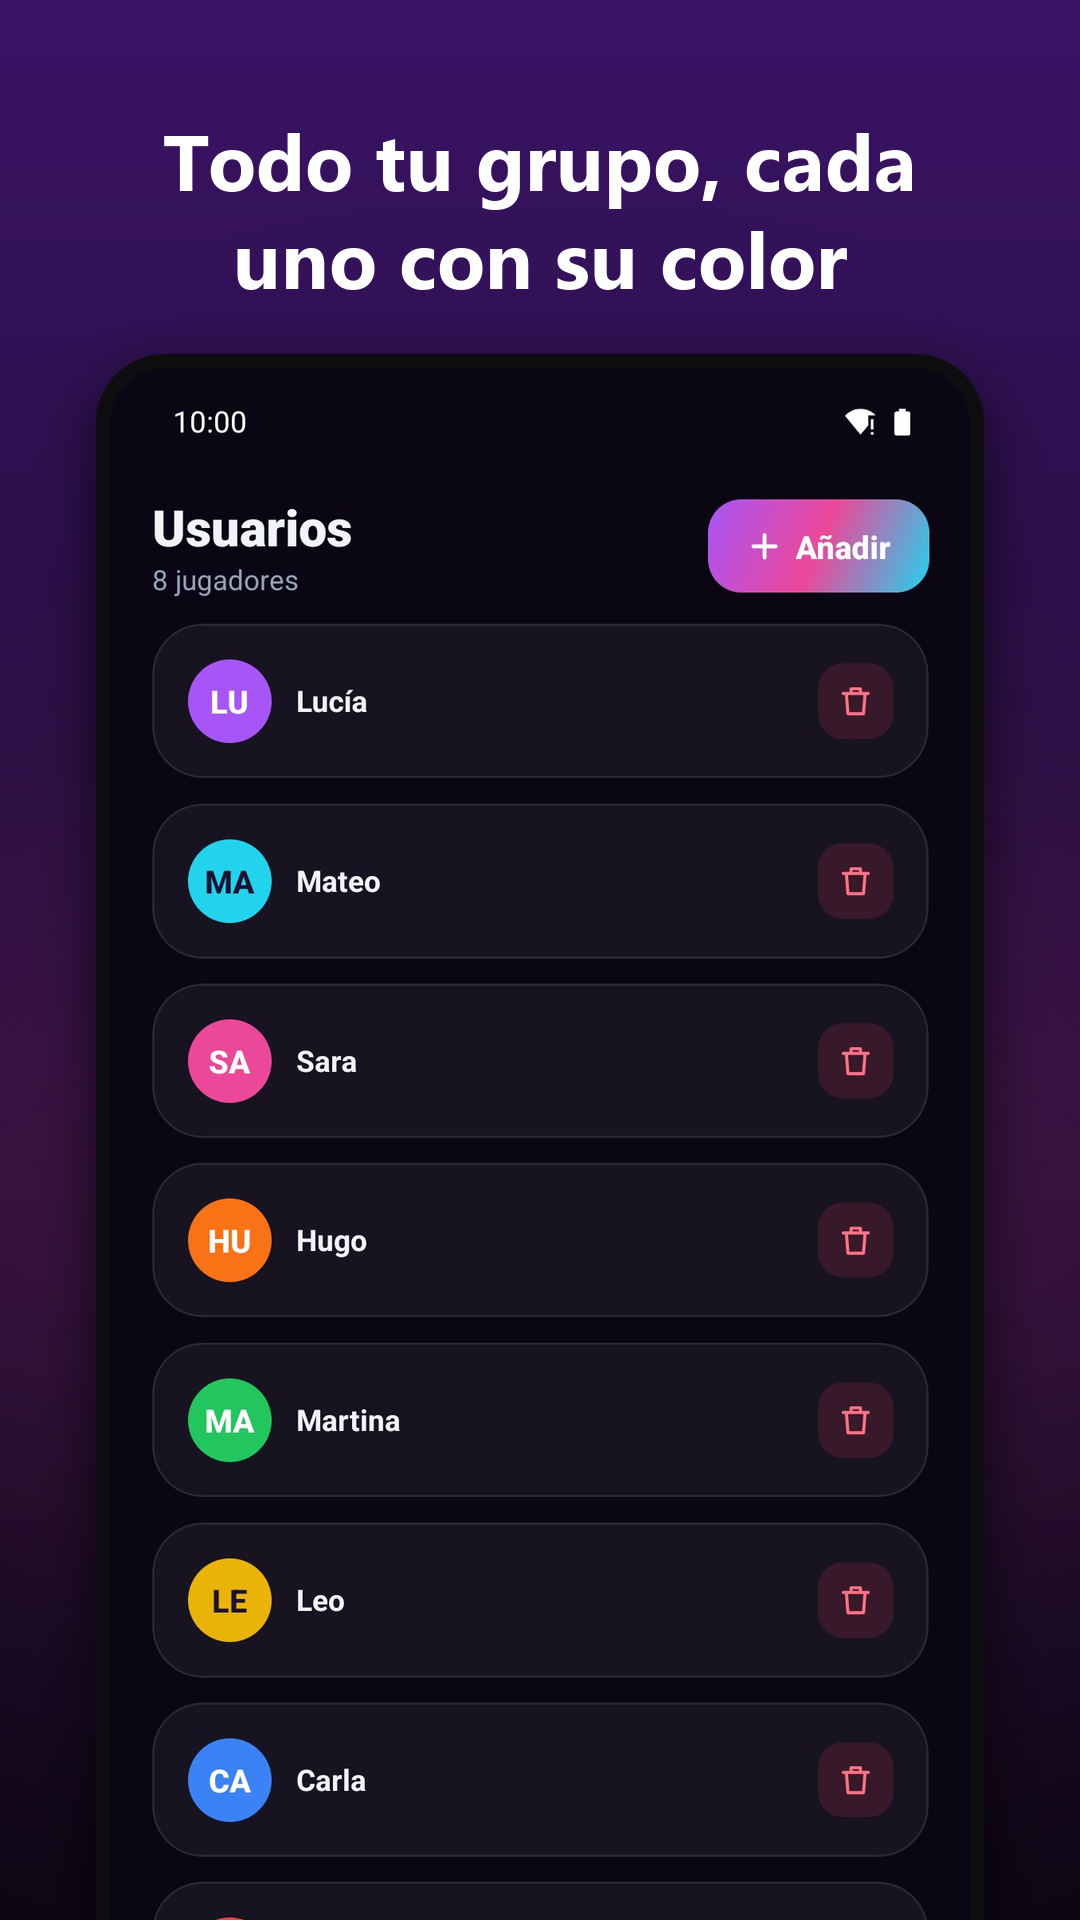 Todo tu grupo, cada
uno con su color
10:00
Usuarios
8 jugadores
+ Añadir
LU Lucía
MA Mateo
SA Sara
HU Hugo
MA Martina
LE Leo
CA Carla